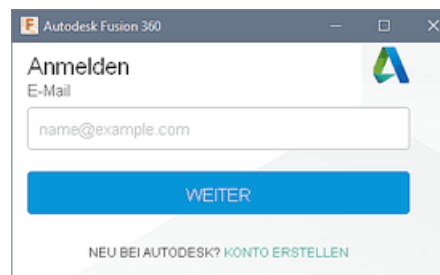 Autodesk Fusion 360
Anmelden
E-Mail
name@example.com
WEITER
NEU BEI AUTODESK? KONTO ERSTELLEN